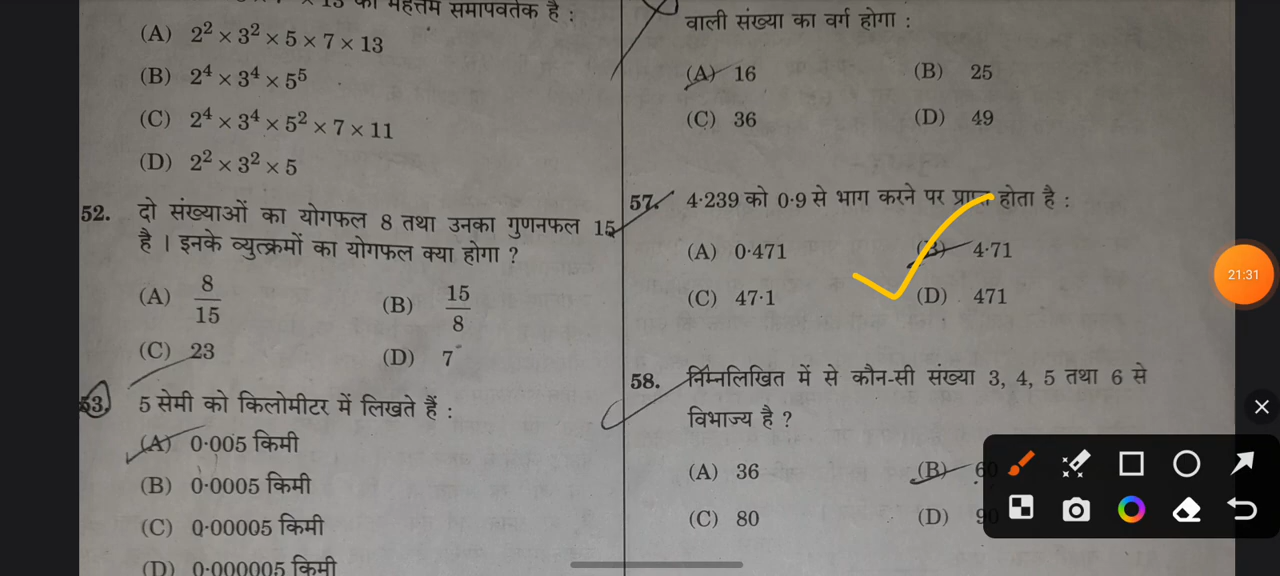 का महत्तम समापवर्तक है :
(A) 2² × 3² × 5 × 7 × 13
(B) 2⁴ × 3⁴ × 5⁵
(C) 2⁴ × 3⁴ × 5² × 7 × 11
(D) 2² × 3² × 5
52. दो संख्याओं का योगफल 8 तथा उनका गुणनफल 15
है । इनके व्युत्क्रमों का योगफल क्या होगा ?
(A) 8/15 (B) 15/8
(C) 23 (D) 7
53. 5 सेमी को किलोमीटर में लिखते हैं :
(A) 0·005 किमी
(B) 0·0005 किमी
(C) 0·00005 किमी
(D) 0·000005 किमी
वाली संख्या का वर्ग होगा :
(A) 16 (B) 25
(C) 36 (D) 49
57. 4·239 को 0·9 से भाग करने पर प्राप्त होता है :
(A) 0·471 (B) 4·71
(C) 47·1 (D) 471
58. निम्नलिखित में से कौन-सी संख्या 3, 4, 5 तथा 6 से
विभाज्य है ?
(A) 36 (B) 60
(C) 80 (D) 90
21:31